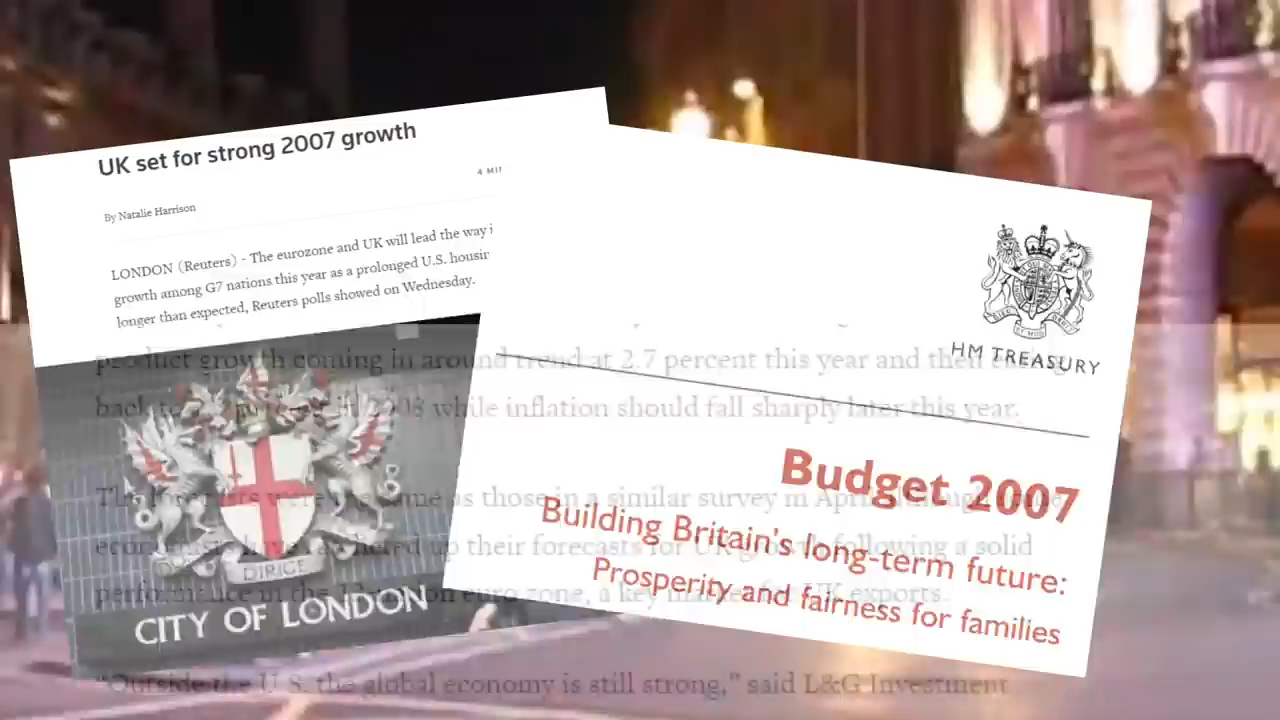 UK set for strong 2007 growth
4 MI
By Natalie Harrison
LONDON (Reuters) - The eurozone and UK will lead the way i
growth among G7 nations this year as a prolonged U.S. housin
longer than expected, Reuters polls showed on Wednesday.
DIRIGE
CITY OF LONDON
HM TREASURY
Budget 2007
Building Britain's long-term future:
Prosperity and fairness for families
product growth coming in around trend at 2.7 percent this year and then
back to in 2008 while inflation should fall sharply later this year.
The were the same as those in a similar survey in April
up their forecasts for UK growth following a solid
performance in the euro zone, a key market for UK exports.
"Outside the U.S. the global economy is still strong," said L&G Investment